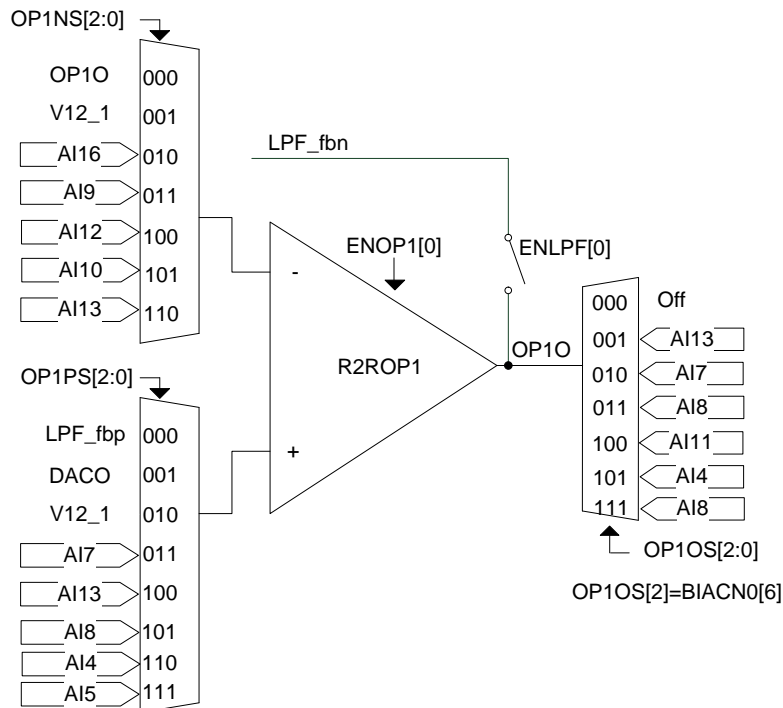 OP1NS[2:0]
OP1O 000
V12_1 001
AI16 010
AI9 011
AI12 100
AI10 101
AI13 110
OP1PS[2:0]
LPF_fbp 000
DACO 001
V12_1 010
AI7 011
AI13 100
AI8 101
AI4 110
AI5 111
LPF_fbn
ENOP1[0]
ENLPF[0]
-
R2ROP1
+
OP1O
000 Off
001 AI13
010 AI7
011 AI8
100 AI11
101 AI4
111 AI8
OP1OS[2:0]
OP1OS[2]=BIACN0[6]